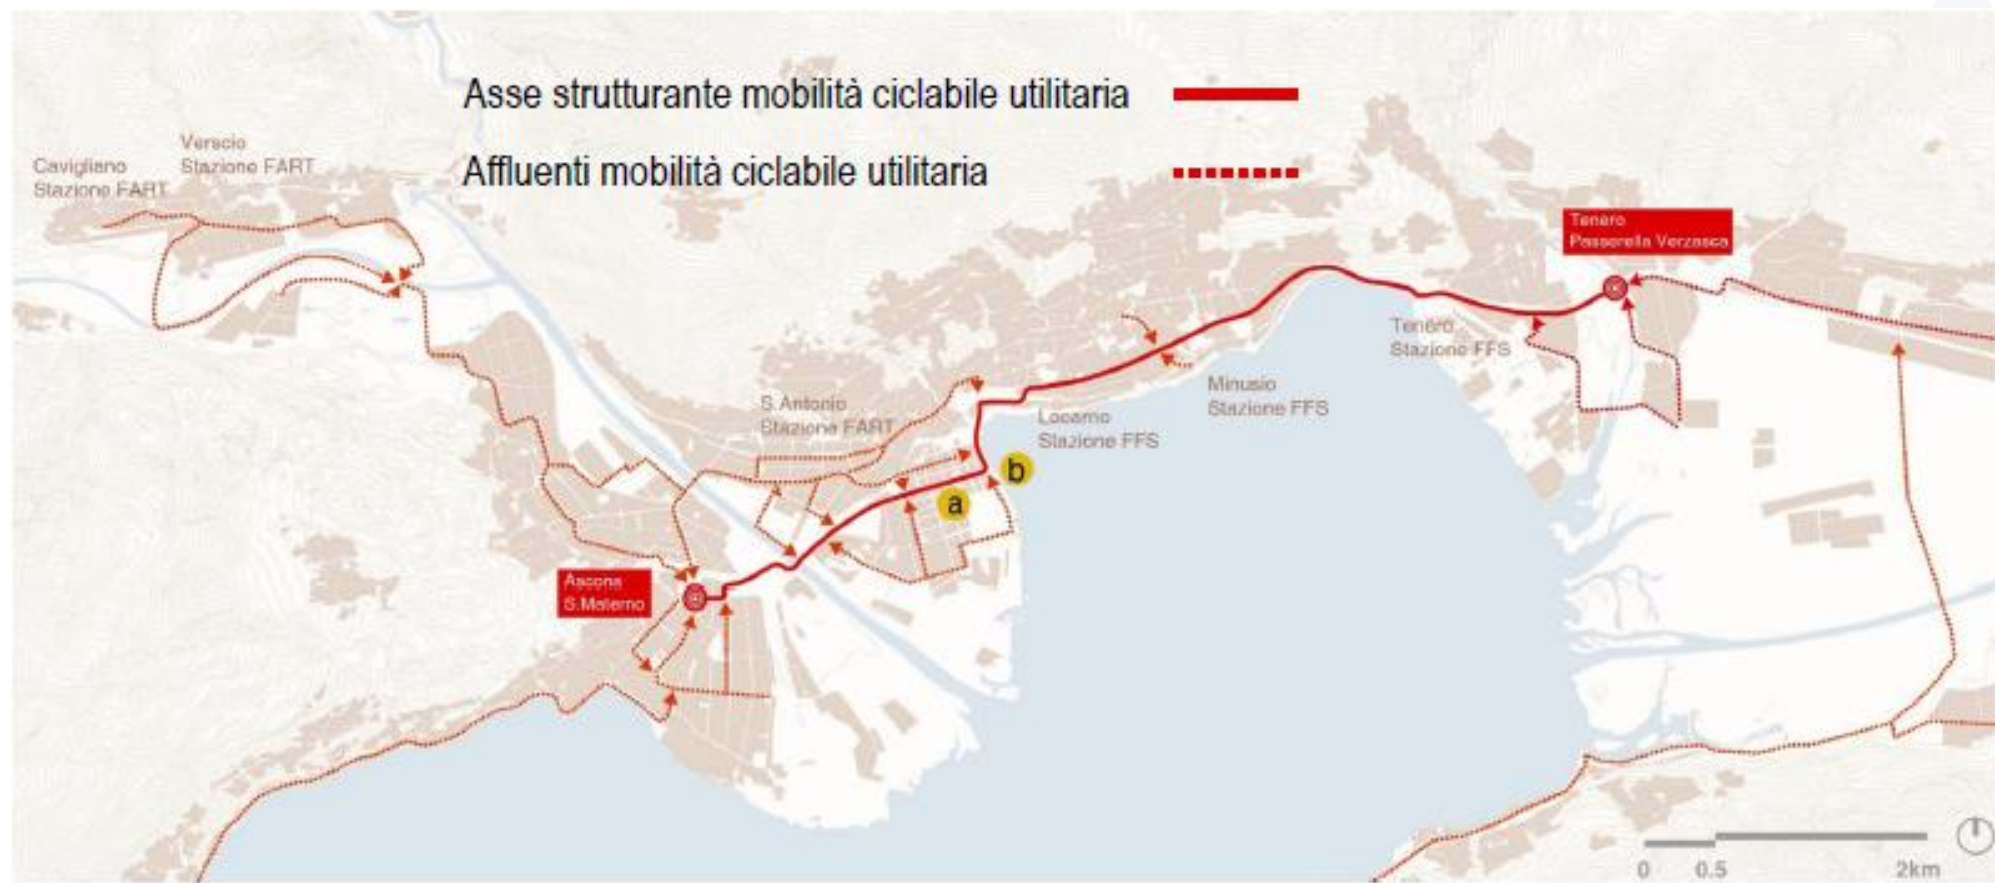 Asse strutturante mobilità ciclabile utilitaria
Affluenti mobilità ciclabile utilitaria
Verscio
Stazione FART
Cavigliano
Stazione FART
Tenero
Passerella Verzasca
Tenero
Stazione FFS
Minusio
Stazione FFS
S.Antonio
Stazione FART
Locarno
Stazione FFS
b
a
Ascona
S.Materno
0
0.5
2km